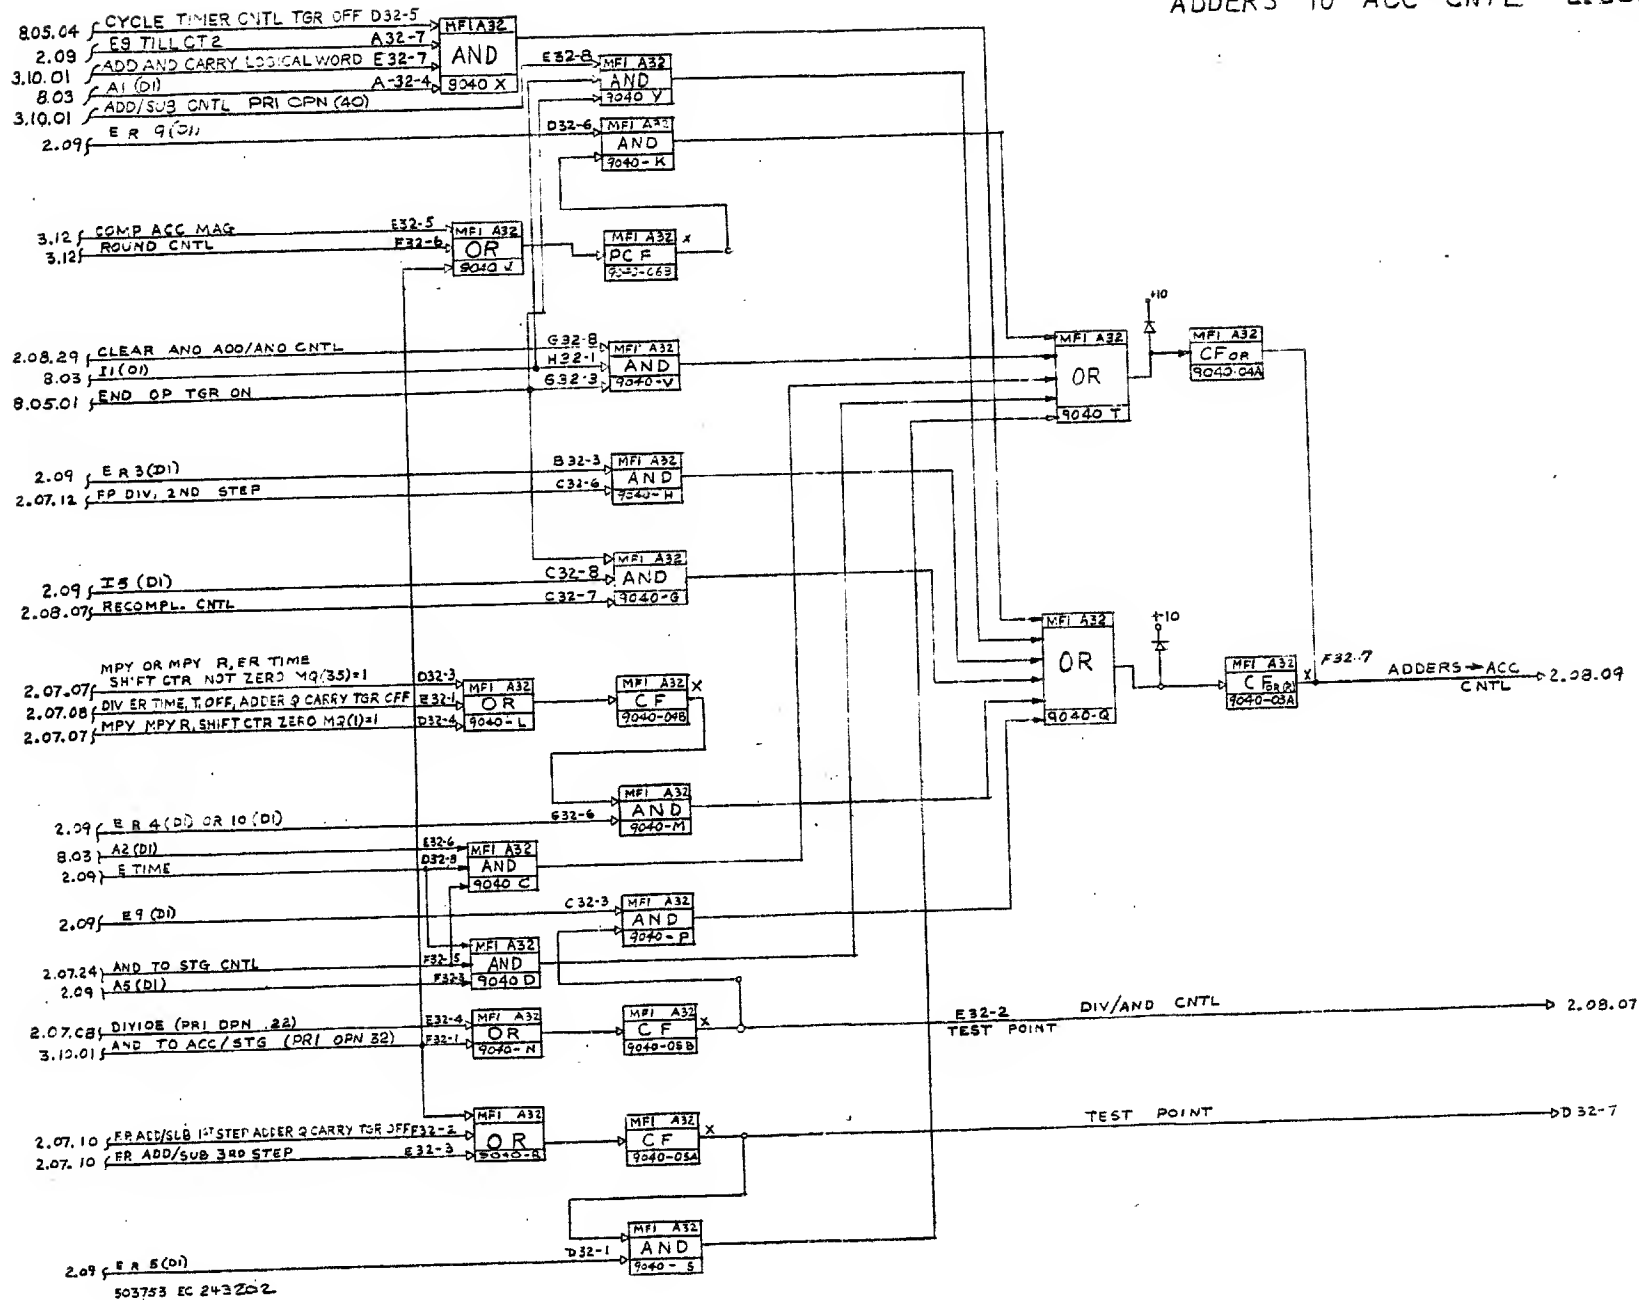 ADDERS TO ACC CNTL
8.05.04 CYCLE TIMER CNTL TGR OFF D32-5
2.09 E9 TILL CT2 A32-7
3.10.01 ADD AND CARRY LOGICAL WORD E32-7
8.03 A1 (D1) A-32-4
3.10.01 ADD/SUB CNTL PRI OPN (40)
MFI A32
AND
9040 X
E32-8
MFI A32
AND
9040 Y
2.09 E R 9 (D1)
D32-6
MFI A32
AND
9040-K
3.12 COMP ACC MAG E32-5
3.12 ROUND CNTL F32-6
MFI A32
OR
9040 J
MFI A32 X
PCF
2.08.29 CLEAR AND ADD/AND CNTL G32-8
8.03 I1 (D1) H32-1
8.05.01 END OP TGR ON G32-3
MFI A32
AND
9040-V
+10
MFI A32
OR
9040 T
MFI A32
CF OR
9040-04A
2.09 E R 3 (D1) B32-3
2.07.12 FP DIV, 2ND STEP C32-6
MFI A32
AND
9040-H
2.09 I5 (D1) C32-8
2.08.07 RECOMPL. CNTL C32-7
MFI A32
AND
9040-G
+10
MFI A32
OR
9040-Q
MFI A32 X
CF OR (2)
9040-03A
F32-7 ADDERS→ACC CNTL 2.08.09
MPY OR MPY R, ER TIME
2.07.07 SHIFT CTR NOT ZERO MQ(35)=1 D32-3
2.07.08 DIV ER TIME, T.OFF, ADDER Q CARRY TGR OFF E32-1
2.07.07 MPY MPY R, SHIFT CTR ZERO MQ(1)=1 D32-4
MFI A32
OR
9040-L
MFI A32 X
CF
9040-04B
2.09 E R 4 (D1) OR 10 (D1) G32-6
MFI A32
AND
9040-M
8.03 A2 (D1) E32-6
2.09 E TIME D32-8
MFI A32
AND
9040 C
2.09 E9 (D1) C32-3
MFI A32
AND
9040-P
2.07.24 AND TO STG CNTL F32-5
2.09 A5 (D1) F32-3
MFI A32
AND
9040 D
2.07.08 DIVIDE (PRI OPN .22) E32-4
3.10.01 AND TO ACC/STG (PRI OPN 32) F32-1
MFI A32
OR
9040-N
MFI A32 X
CF
9040-05B
E32-2 DIV/AND CNTL 2.08.07
TEST POINT
2.07.10 FP ADD/SUB 1ST STEP ADDER Q CARRY TGR OFF F32-2
2.07.10 FP ADD/SUB 3RD STEP E32-3
MFI A32
OR
9040-R
MFI A32 X
CF
9040-05A
TEST POINT D32-7
2.09 E R 5 (D1) D32-1
MFI A32
AND
9040-S
503753 EC 243202